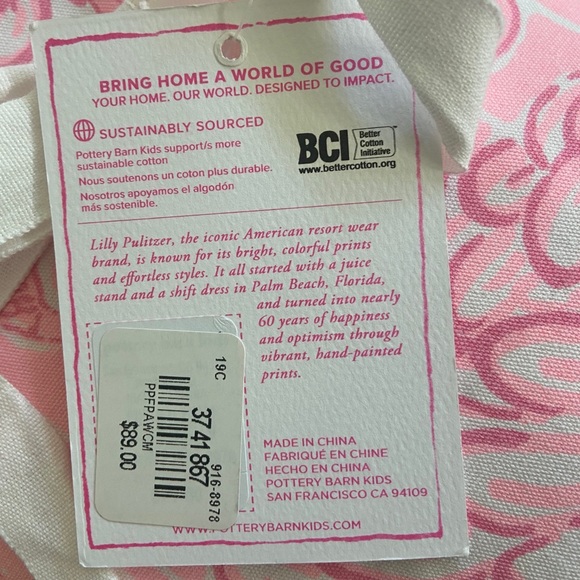 BRING HOME A WORLD OF GOOD
YOUR HOME. OUR WORLD. DESIGNED TO IMPACT.
SUSTAINABLY SOURCED
Pottery Barn Kids support/s more
sustainable cotton
Nous soutenons un coton plus durable.
Nosotros apoyamos el algodón
más sostenible.
BCI
Better
Cotton
Initiative
www.bettercotton.org
Lilly Pulitzer, the iconic American resort wear
brand, is known for its bright, colorful prints
and effortless styles. It all started with a juice
stand and a shift dress in Palm Beach, Florida,
and turned into nearly
60 years of happiness
and optimism through
vibrant, hand-painted
prints.
19C
916-8978
3741867
PPFPAWCM
$89.00
MADE IN CHINA
FABRIQUÉ EN CHINE
HECHO EN CHINA
POTTERY BARN KIDS
SAN FRANCISCO CA 94109
WWW.POTTERYBARNKIDS.COM